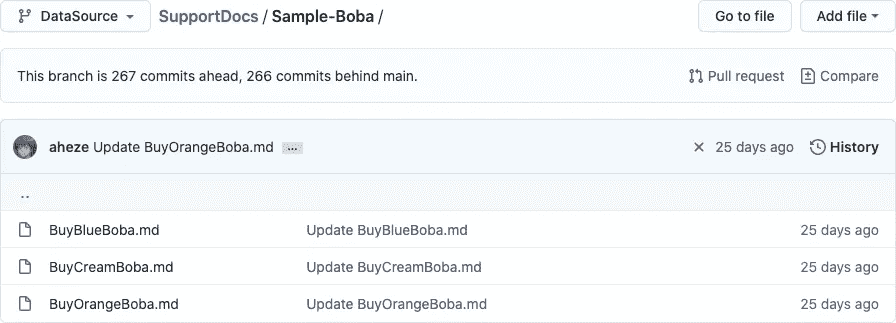 DataSource SupportDocs / Sample-Boba / Go to file Add file
This branch is 267 commits ahead, 266 commits behind main. Pull request Compare
aheze Update BuyOrangeBoba.md ... 25 days ago History
..
BuyBlueBoba.md Update BuyBlueBoba.md 25 days ago
BuyCreamBoba.md Update BuyCreamBoba.md 25 days ago
BuyOrangeBoba.md Update BuyOrangeBoba.md 25 days ago